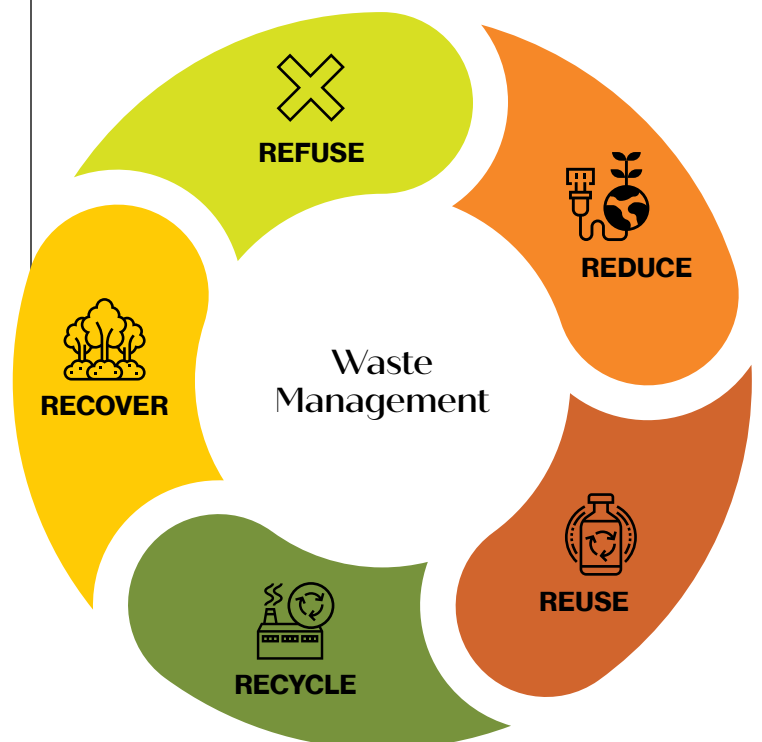 REFUSE
REDUCE
Waste
Management
RECOVER
REUSE
RECYCLE